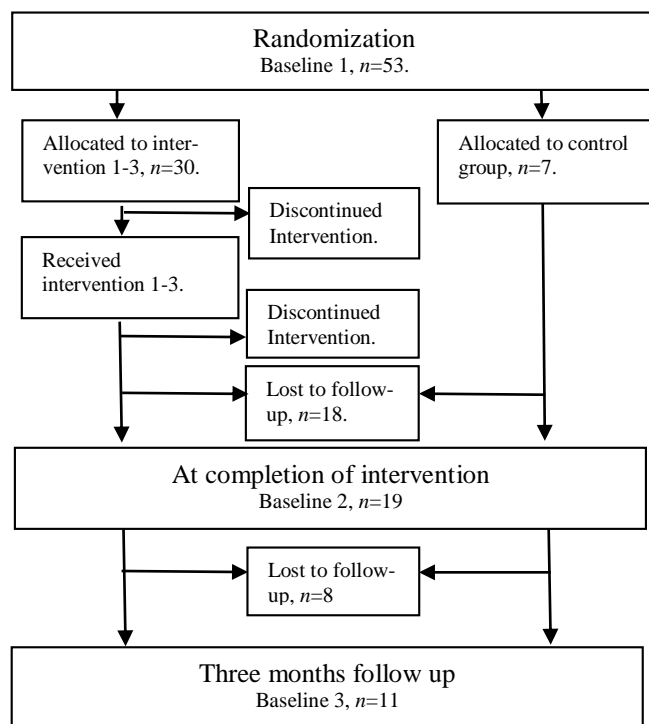 Randomization
Baseline 1, n=53.
Allocated to inter-
vention 1-3, n=30.
Allocated to control
group, n=7.
Discontinued
Intervention.
Received
intervention 1-3.
Discontinued
Intervention.
Lost to follow-
up, n=18.
At completion of intervention
Baseline 2, n=19
Lost to follow-
up, n=8
Three months follow up
Baseline 3, n=11